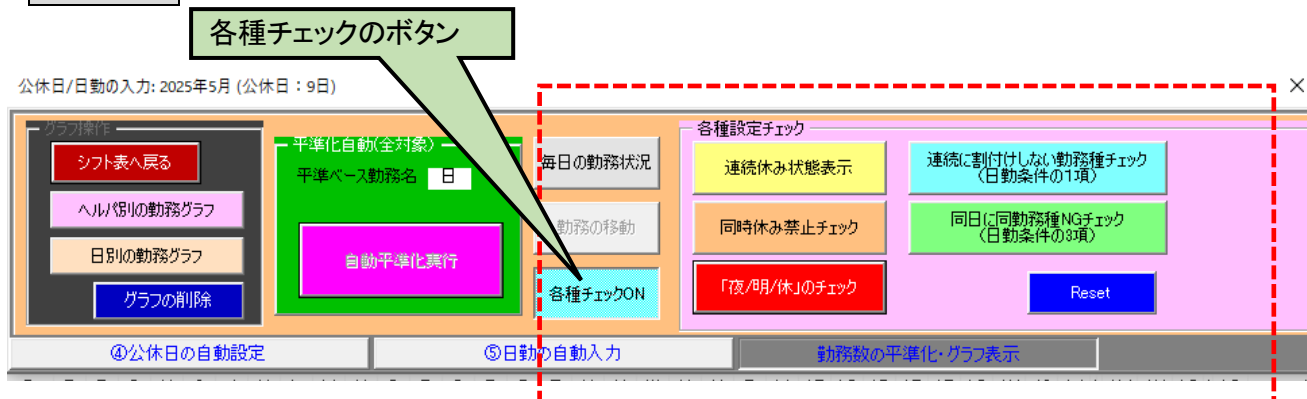 各種チェックのボタン
公休日/日勤の入力: 2025年5月 (公休日：9日)
グラフ操作
シフト表へ戻る
ヘルパ別の勤務グラフ
日別の勤務グラフ
グラフの削除
平準化自動(全対象)
平準ベース勤務名 日
自動平準化実行
毎日の勤務状況
勤務の移動
各種チェックON
各種設定チェック
連続休み状態表示
同時休み禁止チェック
「夜/明/休」のチェック
連続に割付けしない勤務種チェック
(日勤条件の1項)
同日に同勤務種NGチェック
(日勤条件の3項)
Reset
④公休日の自動設定
⑤日勤の自動入力
勤務数の平準化・グラフ表示